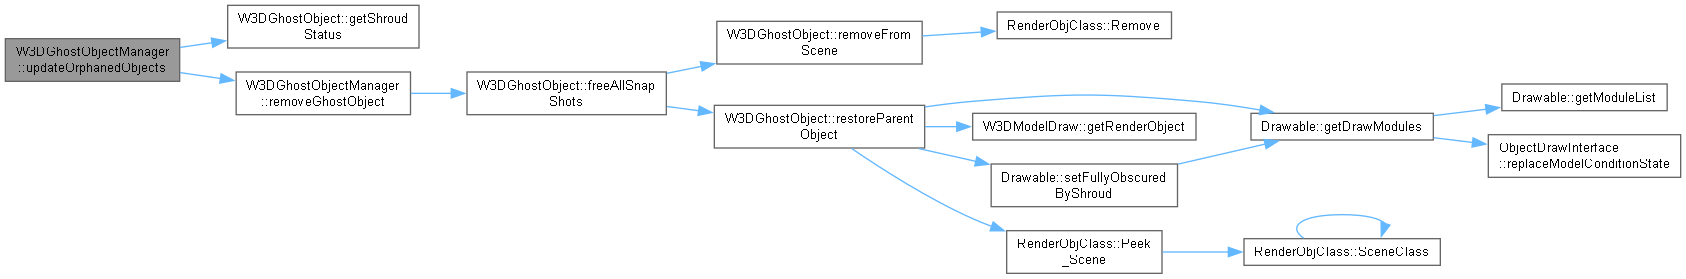 W3DGhostObjectManager
::updateOrphanedObjects
W3DGhostObject::getShroud
Status
W3DGhostObjectManager
::removeGhostObject
W3DGhostObject::freeAllSnap
Shots
W3DGhostObject::removeFrom
Scene
RenderObjClass::Remove
W3DGhostObject::restoreParent
Object
W3DModelDraw::getRenderObject
Drawable::setFullyObscured
ByShroud
RenderObjClass::Peek
_Scene
Drawable::getDrawModules
RenderObjClass::SceneClass
Drawable::getModuleList
ObjectDrawInterface
::replaceModelConditionState